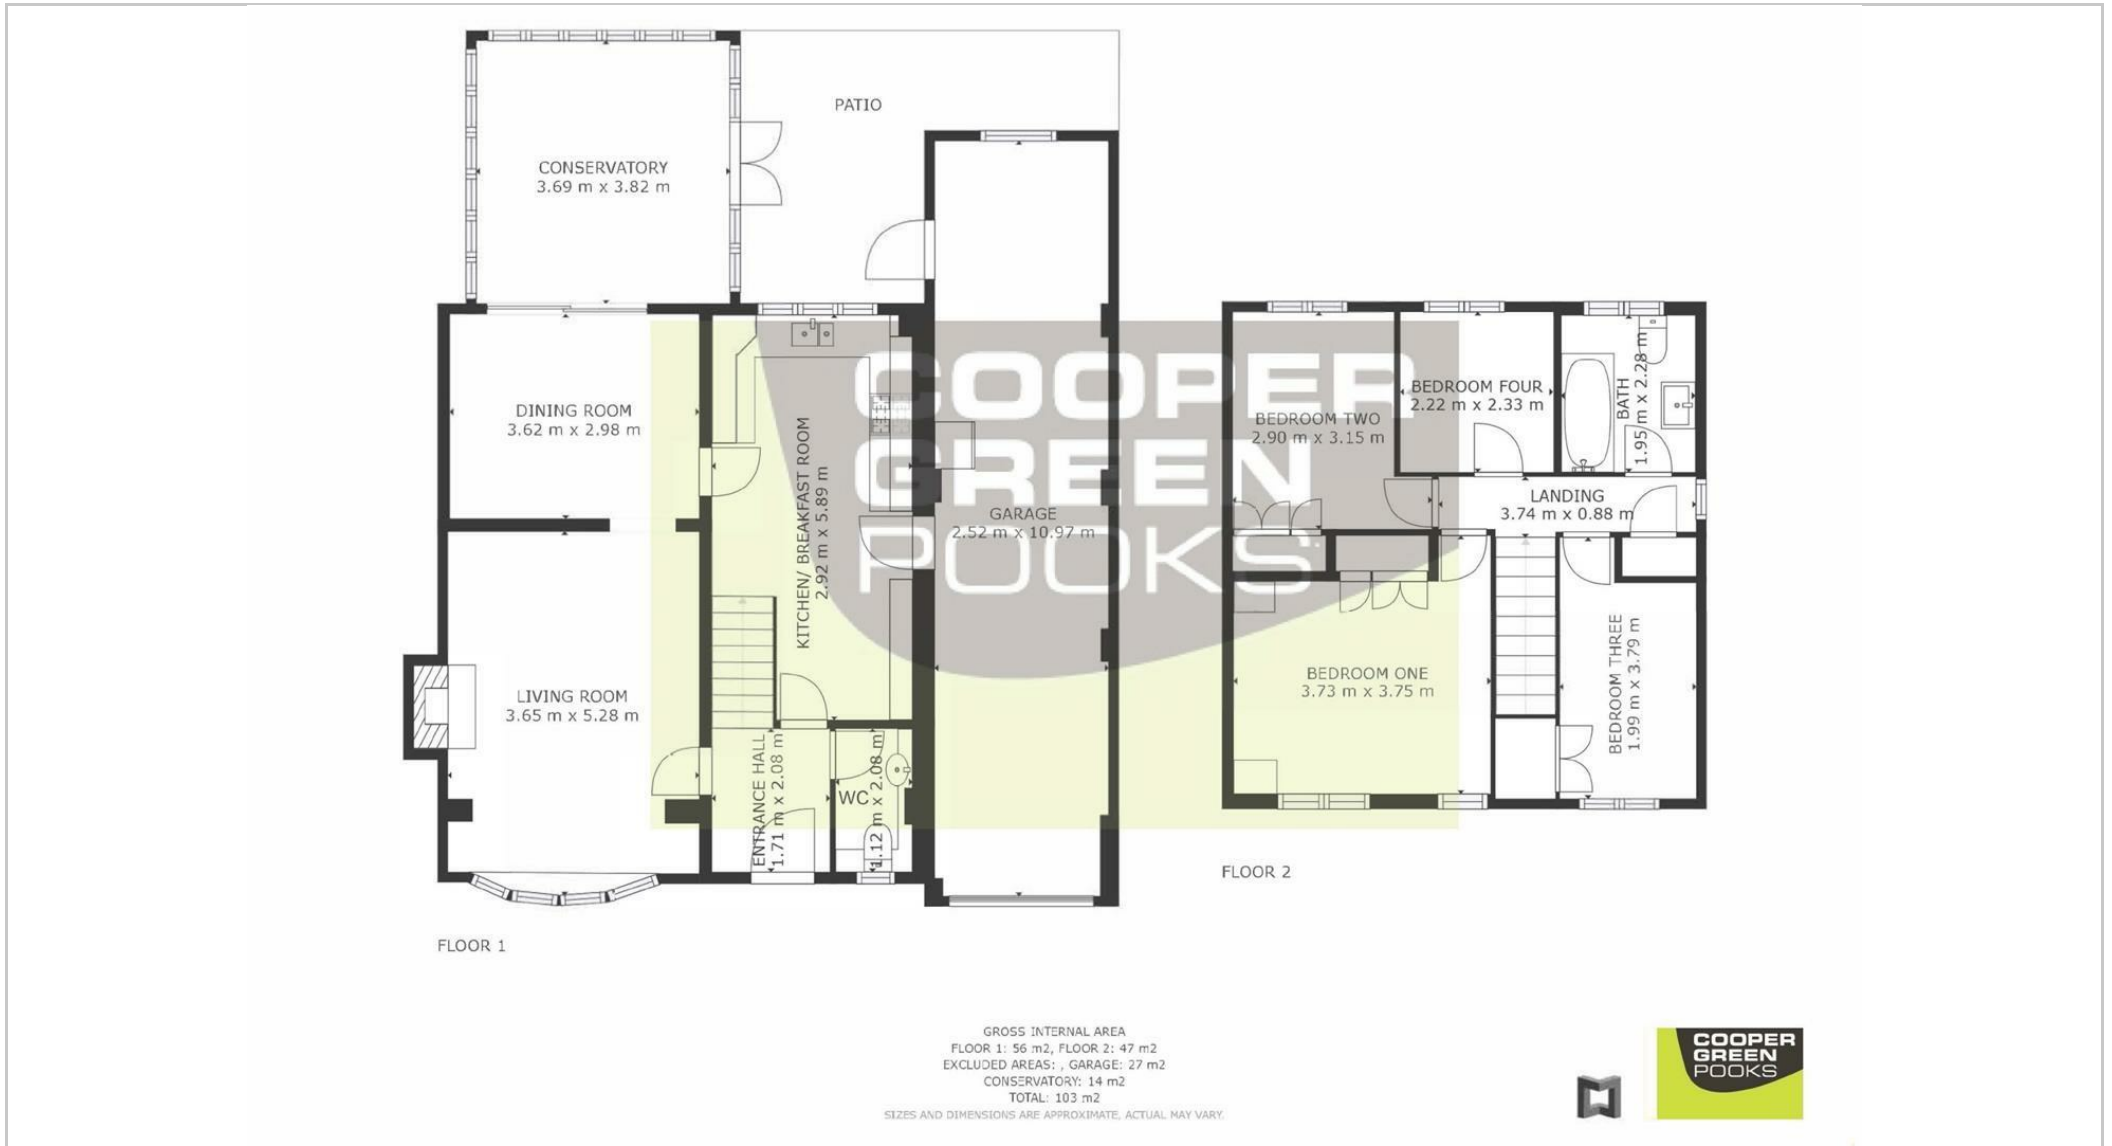 PATIO
CONSERVATORY
3.69 m x 3.82 m
DINING ROOM
3.62 m x 2.98 m
KITCHEN/ BREAKFAST ROOM
2.92 m x 5.89 m
GARAGE
2.52 m x 10.97 m
LIVING ROOM
3.65 m x 5.28 m
ENTRANCE HALL
1.71 m x 2.08 m
WC
1.12 m x 2.08 m
FLOOR 1
COOPER
GREEN
POOKS
BEDROOM TWO
2.90 m x 3.15 m
BEDROOM FOUR
2.22 m x 2.33 m
BATH
1.95 m x 2.28 m
LANDING
3.74 m x 0.88 m
BEDROOM ONE
3.73 m x 3.75 m
BEDROOM THREE
1.99 m x 3.79 m
FLOOR 2
GROSS INTERNAL AREA
FLOOR 1: 56 m2, FLOOR 2: 47 m2
EXCLUDED AREAS: , GARAGE: 27 m2
CONSERVATORY: 14 m2
TOTAL: 103 m2
SIZES AND DIMENSIONS ARE APPROXIMATE, ACTUAL MAY VARY.
COOPER
GREEN
POOKS